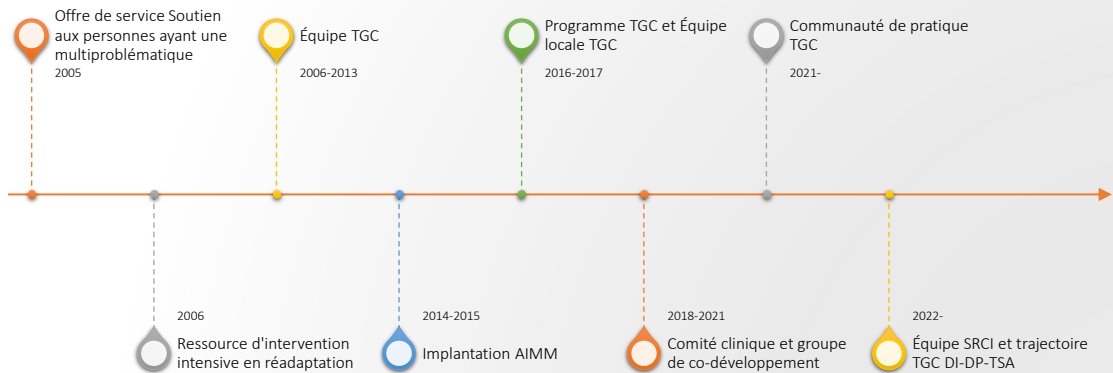 Offre de service Soutien
aux personnes ayant une
multiproblématique
2005
Équipe TGC
2006-2013
Programme TGC et Équipe
locale TGC
2016-2017
Communauté de pratique
TGC
2021-
2006
Ressource d'intervention
intensive en réadaptation
2014-2015
Implantation AIMM
2018-2021
Comité clinique et groupe
de co-développement
2022-
Équipe SRCI et trajectoire
TGC DI-DP-TSA